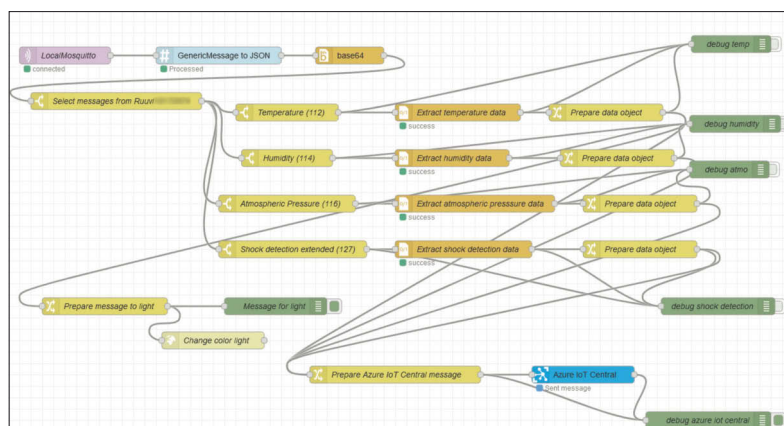 LocalMosquitto
connected
GenericMessage to JSON
Processed
base64
debug temp
Select messages from Ruuvi
Temperature (112)
Extract temperature data
success
Prepare data object
debug humidity
Humidity (114)
Extract humidity data
success
Prepare data object
debug atmo
Atmospheric Pressure (116)
Extract atmospheric presssure data
success
Prepare data object
Shock detection extended (127)
Extract shock detection data
success
Prepare data object
Prepare message to light
Message for light
debug shock detection
Change color light
Prepare Azure IoT Central message
Azure IoT Central
Sent message
debug azure iot central